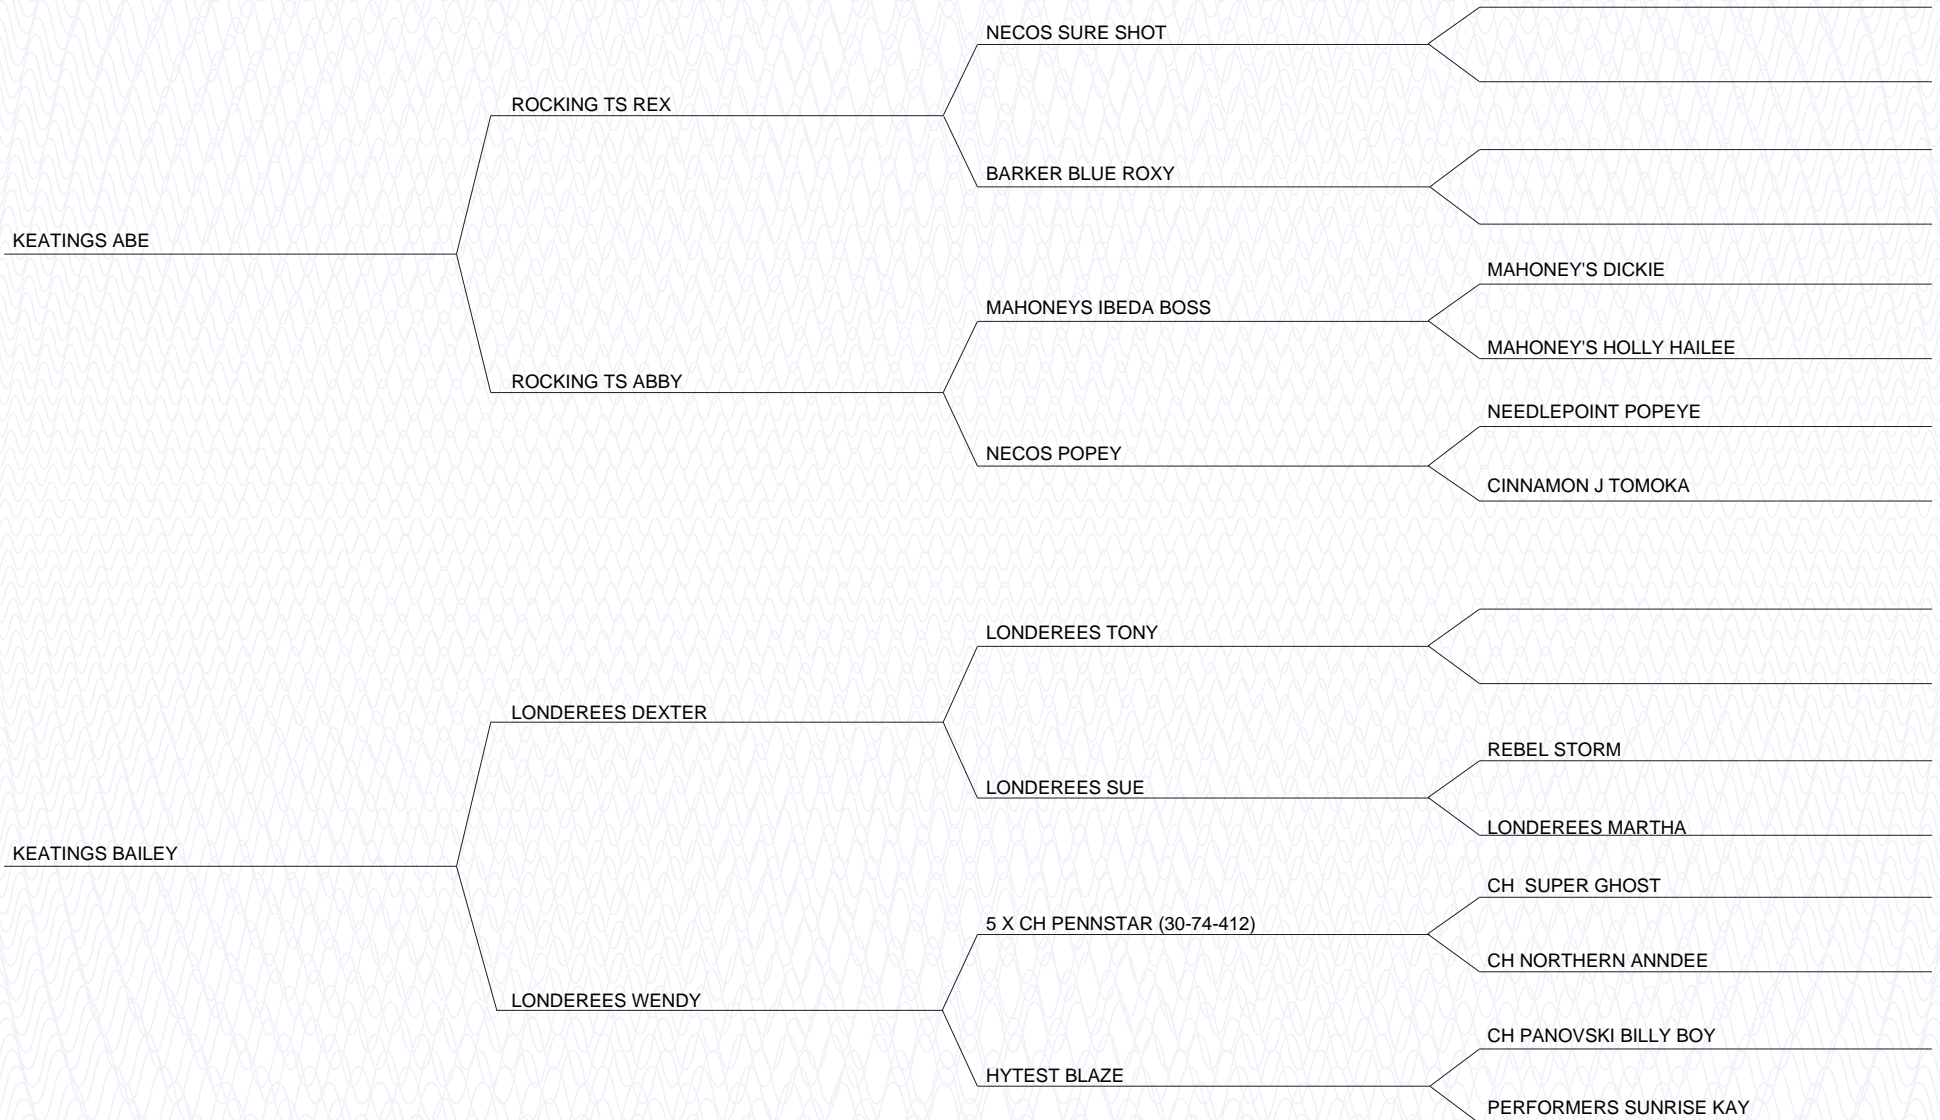 NECOS SURE SHOT
ROCKING TS REX
BARKER BLUE ROXY
KEATINGS ABE
MAHONEY'S DICKIE
MAHONEYS IBEDA BOSS
MAHONEY'S HOLLY HAILEE
ROCKING TS ABBY
NEEDLEPOINT POPEYE
NECOS POPEY
CINNAMON J TOMOKA
LONDEREES TONY
LONDEREES DEXTER
REBEL STORM
LONDEREES SUE
LONDEREES MARTHA
KEATINGS BAILEY
CH  SUPER GHOST
5 X CH PENNSTAR (30-74-412)
CH NORTHERN ANNDEE
LONDEREES WENDY
CH PANOVSKI BILLY BOY
HYTEST BLAZE
PERFORMERS SUNRISE KAY